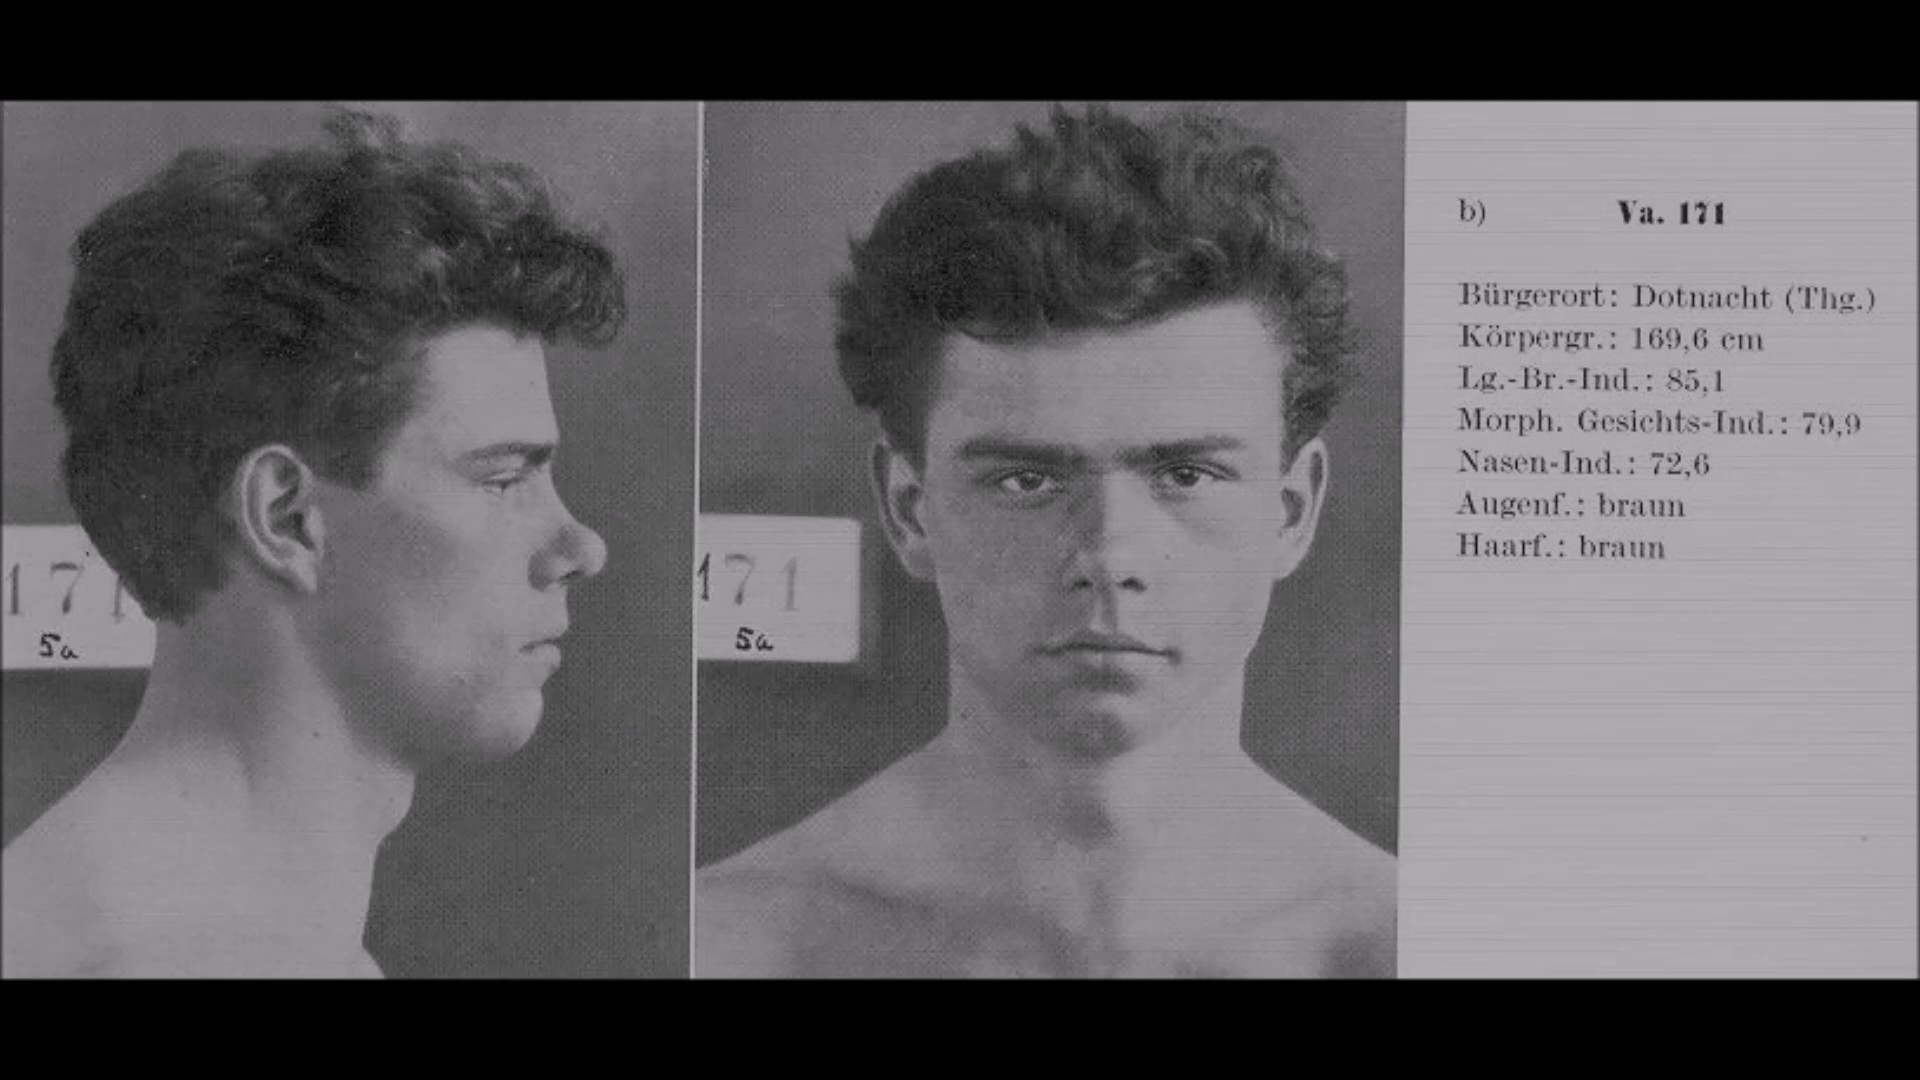 171
5a
171
5a
b) Va. 171
Bürgerort: Dotnacht (Thg.)
Körpergr.: 169,6 cm
Lg.-Br.-Ind.: 85,1
Morph. Gesichts-Ind.: 79,9
Nasen-Ind.: 72,6
Augenf.: braun
Haarf.: braun